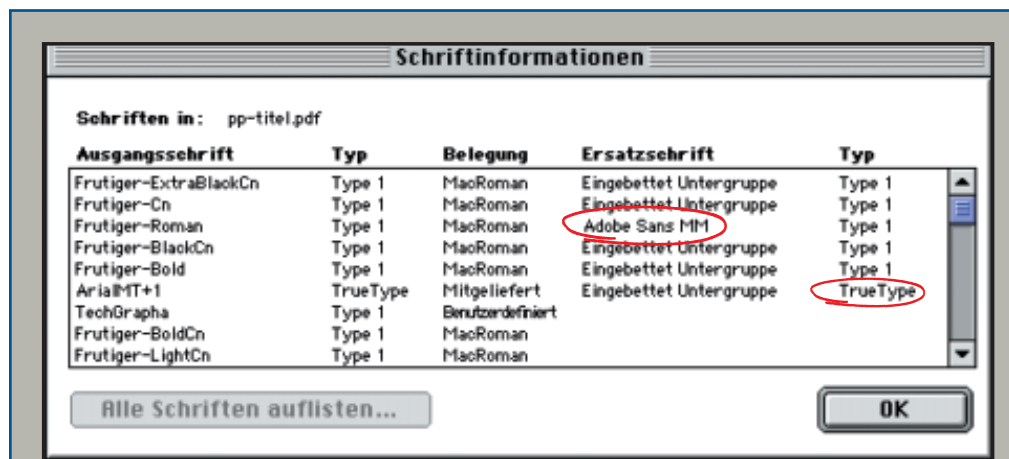 Schriftinformationen
Schriften in: pp-titel.pdf
Ausgangsschrift Typ Belegung Ersatzschrift Typ
Frutiger-ExtraBlackCn Type 1 MacRoman Eingebettet Untergruppe Type 1
Frutiger-Cn Type 1 MacRoman Eingebettet Untergruppe Type 1
Frutiger-Roman Type 1 MacRoman Adobe Sans MM Type 1
Frutiger-BlackCn Type 1 MacRoman Eingebettet Untergruppe Type 1
Frutiger-Bold Type 1 MacRoman Eingebettet Untergruppe Type 1
ArialMT+1 TrueType Mitgeliefert Eingebettet Untergruppe TrueType
TechGrapha Type 1 Benutzerdefiniert
Frutiger-BoldCn Type 1 MacRoman
Frutiger-LightCn Type 1 MacRoman
Alle Schriften auflisten... OK